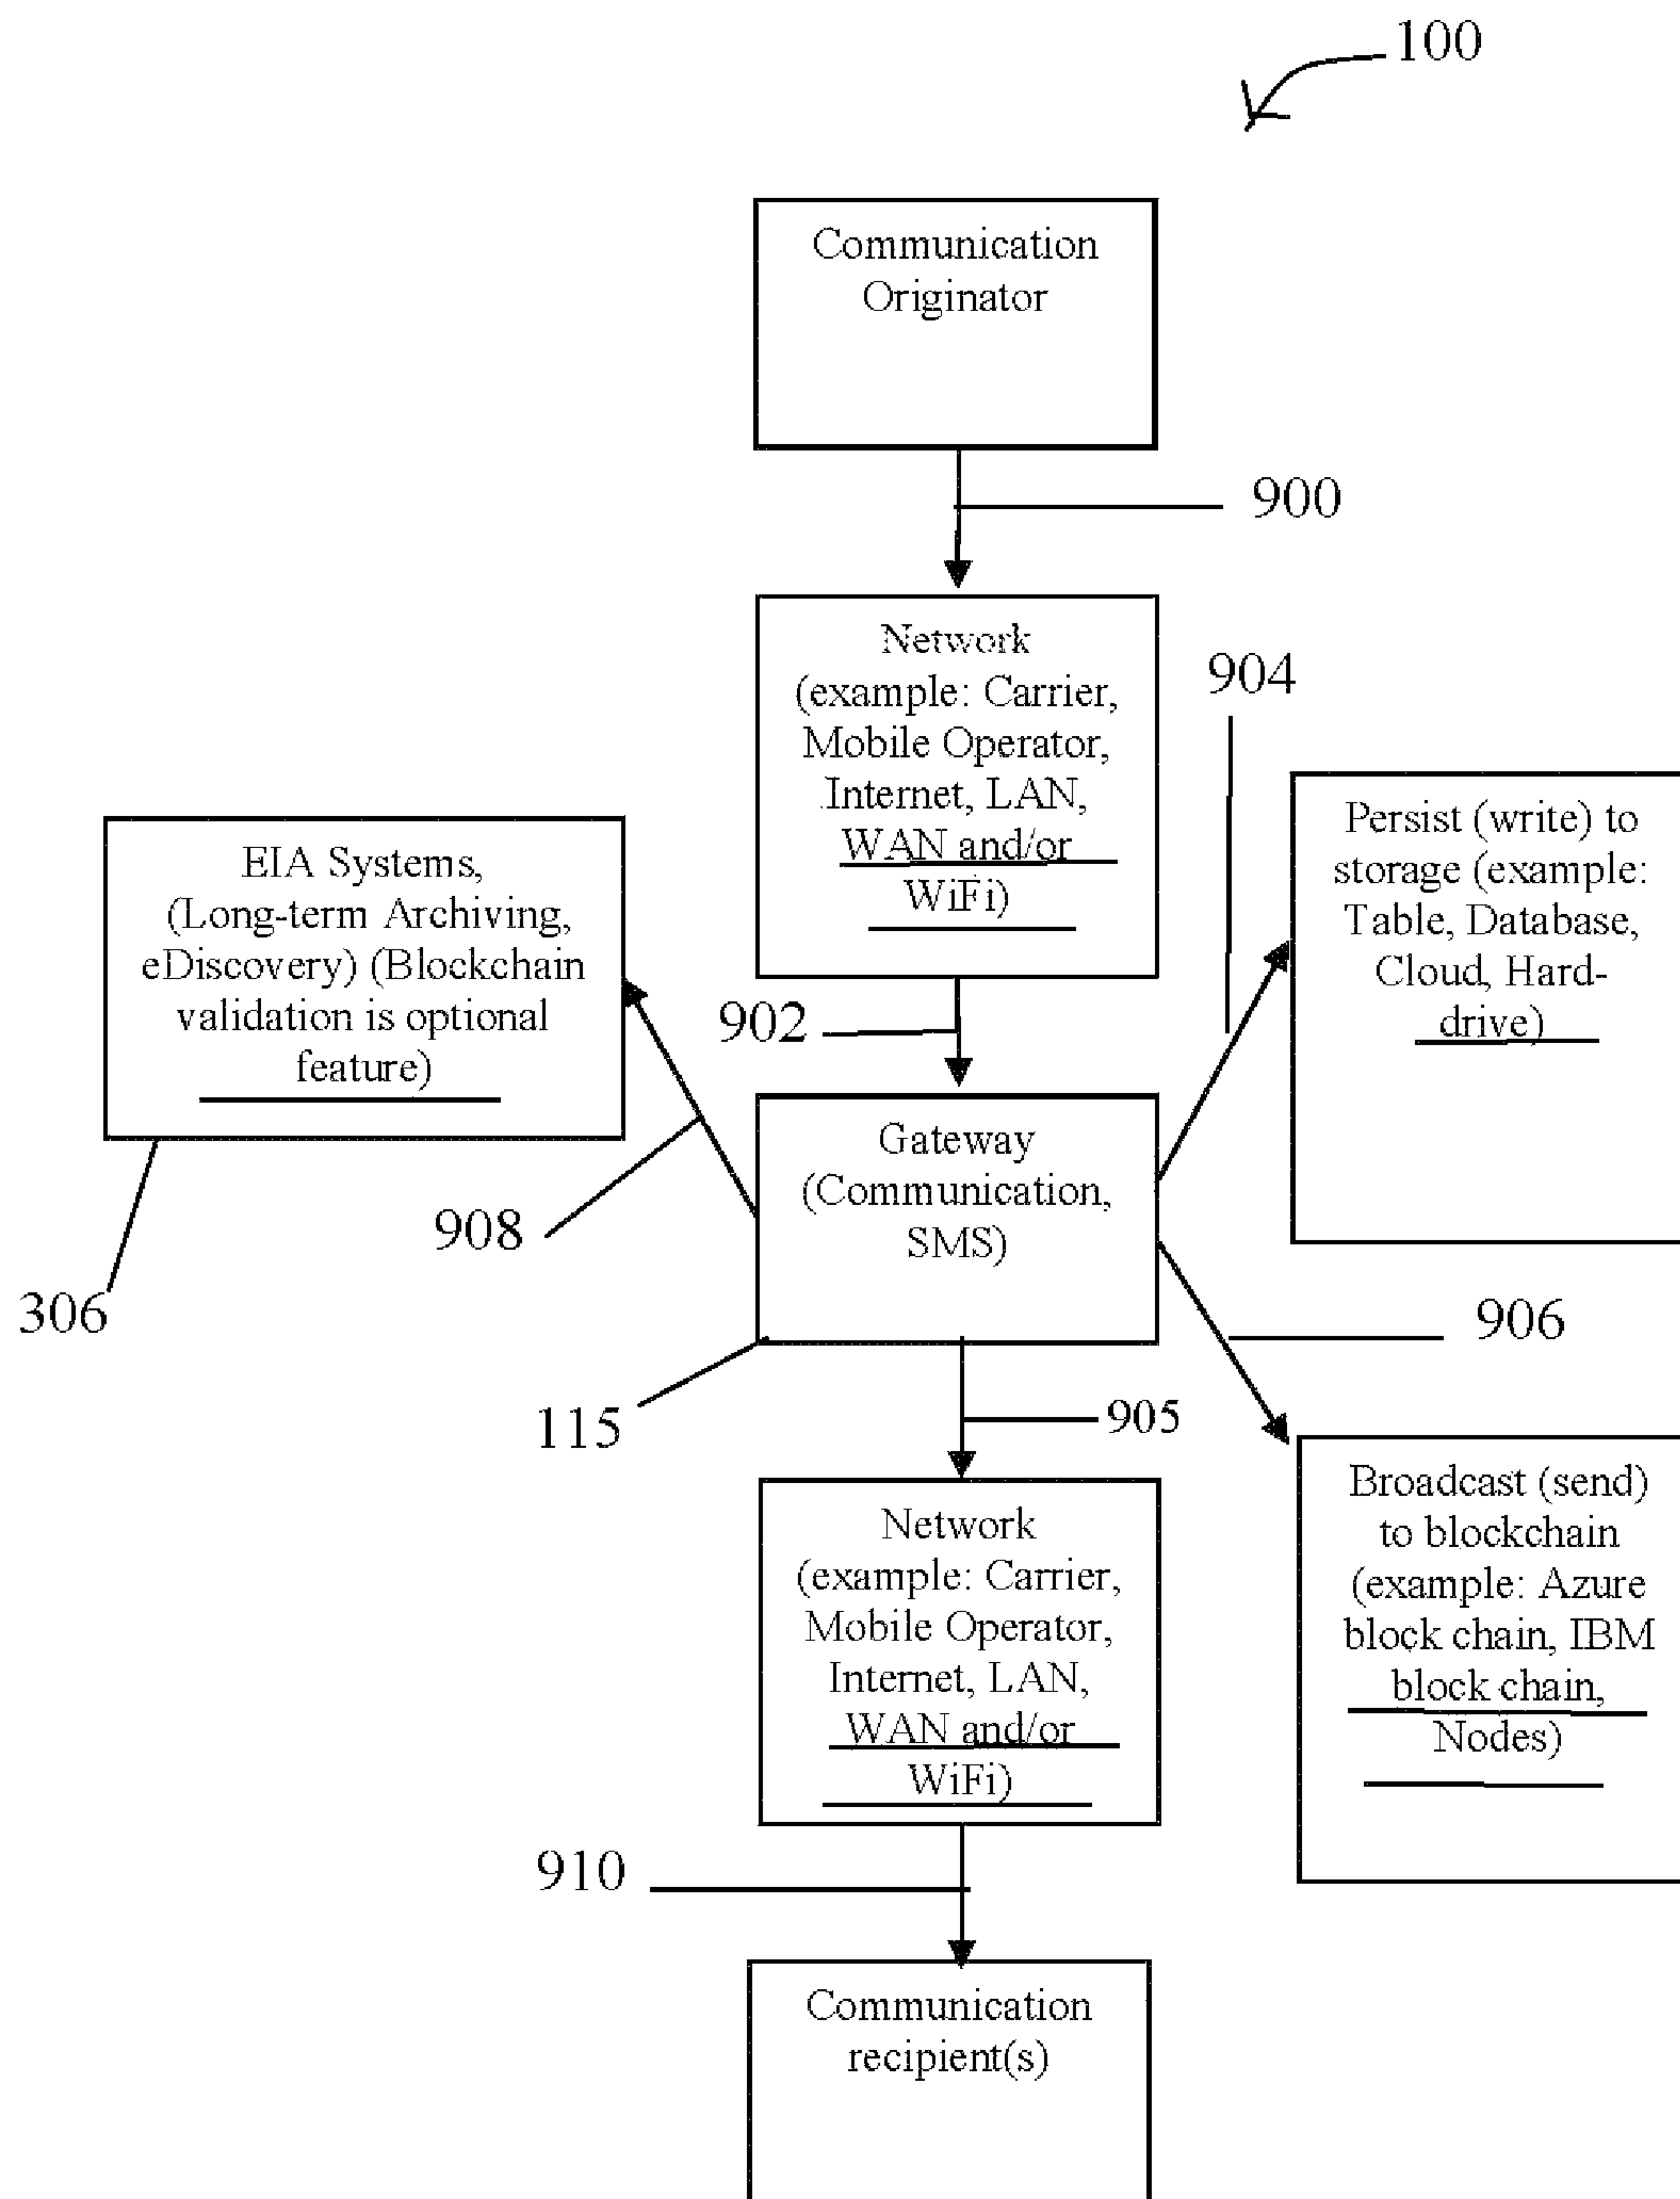 100
Communication
Originator
900
Network
(example: Carrier,
Mobile Operator,
Internet, LAN,
WAN and/or
WiFi)
904
Persist (write) to
storage (example:
Table, Database,
Cloud, Hard-
drive)
EIA Systems,
(Long-term Archiving,
eDiscovery) (Blockchain
validation is optional
feature)
902
Gateway
(Communication,
SMS)
908
306
906
115
905
Network
(example: Carrier,
Mobile Operator,
Internet, LAN,
WAN and/or
WiFi)
Broadcast (send)
to blockchain
(example: Azure
block chain, IBM
block chain,
Nodes)
910
Communication
recipient(s)